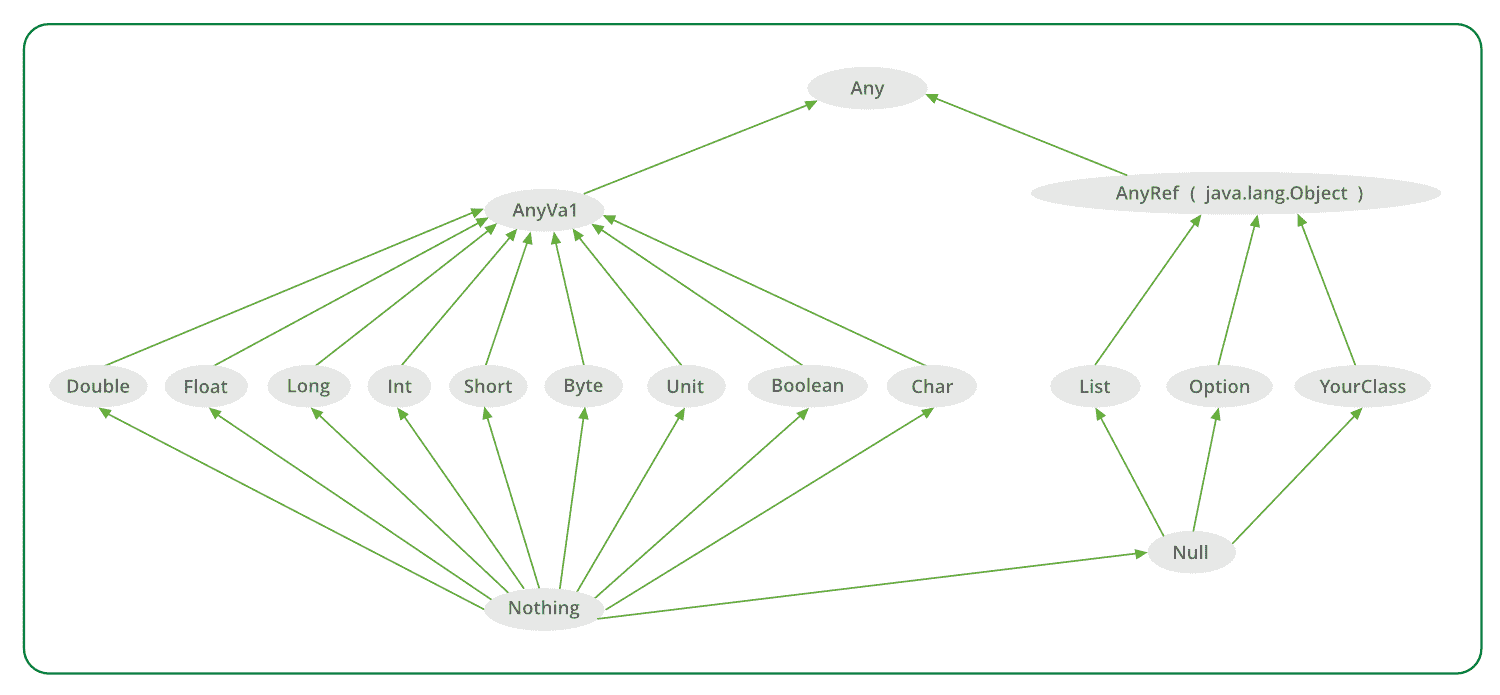 Any
AnyRef ( java.lang.Object )
AnyVa1
Double Float Long Int Short Byte Unit Boolean Char List Option YourClass
Null
Nothing